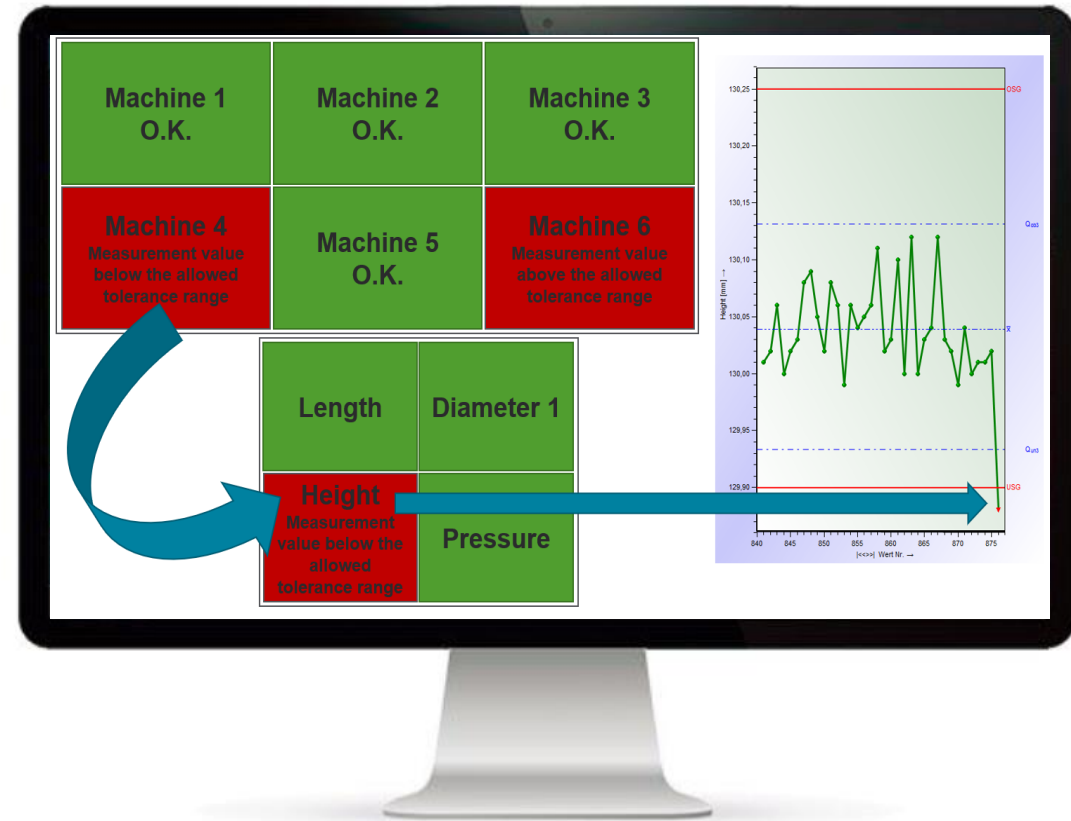 Machine 1
O.K.
Machine 2
O.K.
Machine 3
O.K.
Machine 4
Measurement value
below the allowed
tolerance range
Machine 5
O.K.
Machine 6
Measurement value
above the allowed
tolerance range
Length
Diameter 1
Height
Measurement
value below the
allowed
tolerance range
Pressure
Height [mm] →
130,25
130,20
130,15
130,10
130,05
130,00
129,95
129,90
OSG
Qob3
x̄
Qun3
USG
840
845
850
855
860
865
870
875
|<<>>| Wert Nr. →